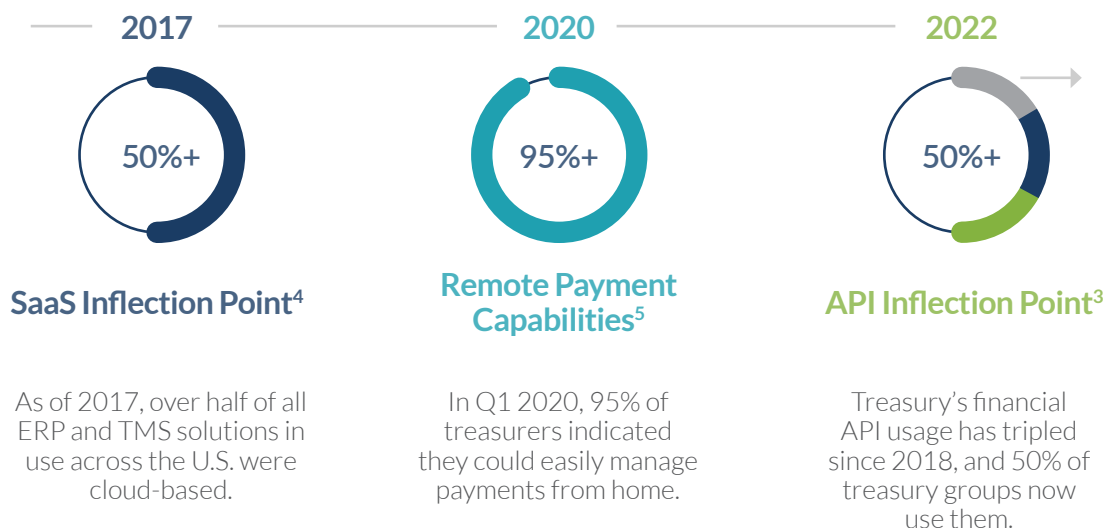 2017
50%+
SaaS Inflection Point⁴
As of 2017, over half of all
ERP and TMS solutions in
use across the U.S. were
cloud-based.
2020
95%+
Remote Payment
Capabilities⁵
In Q1 2020, 95% of
treasurers indicated
they could easily manage
payments from home.
2022
50%+
API Inflection Point³
Treasury’s financial
API usage has tripled
since 2018, and 50% of
treasury groups now
use them.